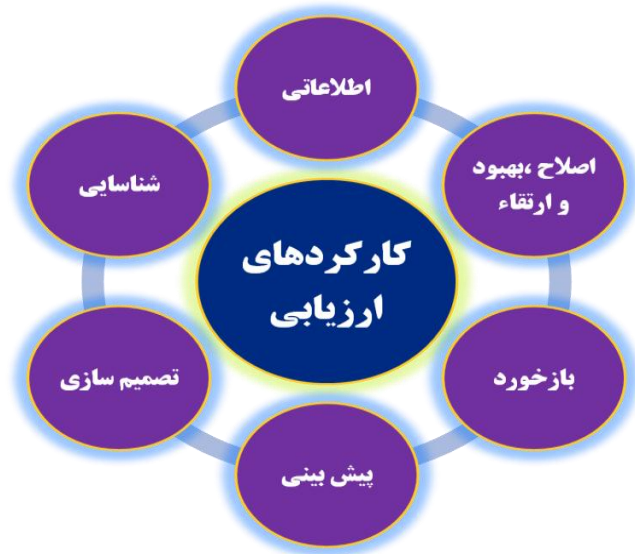 کارکردهای
ارزیابی
اطلاعاتی
اصلاح ،بهبود
و ارتقاء
بازخورد
پیش بینی
تصمیم سازی
شناسایی